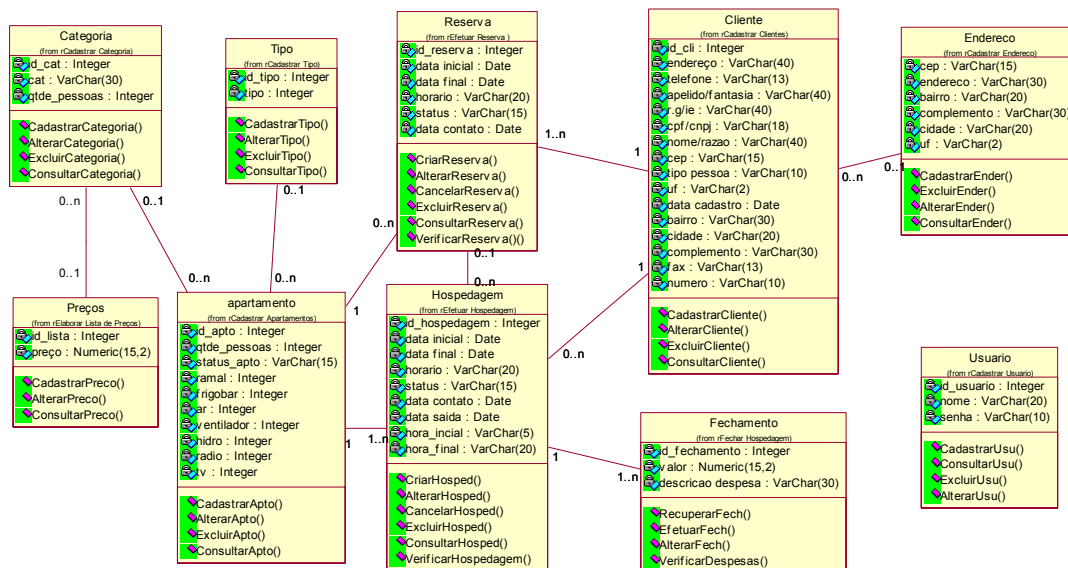 Categoria
(from rCadastrar Categoria)
id_cat : Integer
cat : VarChar(30)
qtde_pessoas : Integer
CadastrarCategoria()
AlterarCategoria()
ExcluirCategoria()
ConsultarCategoria()
Tipo
(from rCadastrar Tipo)
id_tipo : Integer
tipo : Integer
CadastrarTipo()
AlterarTipo()
ExcluirTipo()
ConsultarTipo()
Reserva
(from rEfetuar Reserva )
id_reserva : Integer
data inicial : Date
data final : Date
horario : VarChar(20)
status : VarChar(15)
data contato : Date
CriarReserva()
AlterarReserva()
CancelarReserva()
ExcluirReserva()
ConsultarReserva()
VerificarReserva()()
Cliente
(from rCadastrar Clientes)
id_cli : Integer
endereço : VarChar(40)
telefone : VarChar(13)
apelido/fantasia : VarChar(40)
r.g/ie : VarChar(40)
cpf/cnpj : VarChar(18)
nome/razao : VarChar(40)
cep : VarChar(15)
tipo pessoa : VarChar(10)
uf : VarChar(2)
data cadastro : Date
bairro : VarChar(30)
cidade : VarChar(20)
complemento : VarChar(30)
fax : VarChar(13)
numero : VarChar(10)
CadastrarCliente()
AlterarCliente()
ExcluirCliente()
ConsultarCliente()
Endereco
(from rCadastrar Endereco)
cep : VarChar(15)
endereco : VarChar(30)
bairro : VarChar(20)
complemento : VarChar(30)
cidade : VarChar(20)
uf : VarChar(2)
CadastrarEnder()
ExcluirEnder()
AlterarEnder()
ConsultarEnder()
1..n
1
0..n
0..1
0..n
0..1
0..1
0..n
0..1
0..1
0..n
0..n
0..n
1
0..n
1
0..n
Preços
(from rElaborar Lista de Preços)
id_lista : Integer
preço : Numeric(15,2)
CadastrarPreco()
AlterarPreco()
ConsultarPreco()
apartamento
(from rCadastrar Apartamentos)
id_apto : Integer
qtde_pessoas : Integer
status_apto : VarChar(15)
ramal : Integer
frigobar : Integer
ar : Integer
ventilador : Integer
hidro : Integer
radio : Integer
tv : Integer
CadastrarApto()
AlterarApto()
ExcluirApto()
ConsultarApto()
1
1..n
Hospedagem
(from rEfetuar Hospedagem)
id_hospedagem : Integer
data inicial : Date
data final : Date
horario : VarChar(20)
status : VarChar(15)
data contato : Date
data saida : Date
hora_incial : VarChar(5)
hora_final : VarChar(20)
CriarHosped()
AlterarHosped()
CancelarHosped()
ExcluirHosped()
ConsultarHosped()
VerificarHospedagem()
1
1..n
Fechamento
(from rFechar Hospedagem)
id_fechamento : Integer
valor : Numeric(15,2)
descricao despesa : VarChar(30)
RecuperarFech()
EfetuarFech()
AlterarFech()
VerificarDespesas()
Usuario
(from rCadastrar Usuario)
id_usuario : Integer
nome : VarChar(20)
senha : VarChar(10)
CadastrarUsu()
ConsultarUsu()
ExcluirUsu()
AlterarUsu()